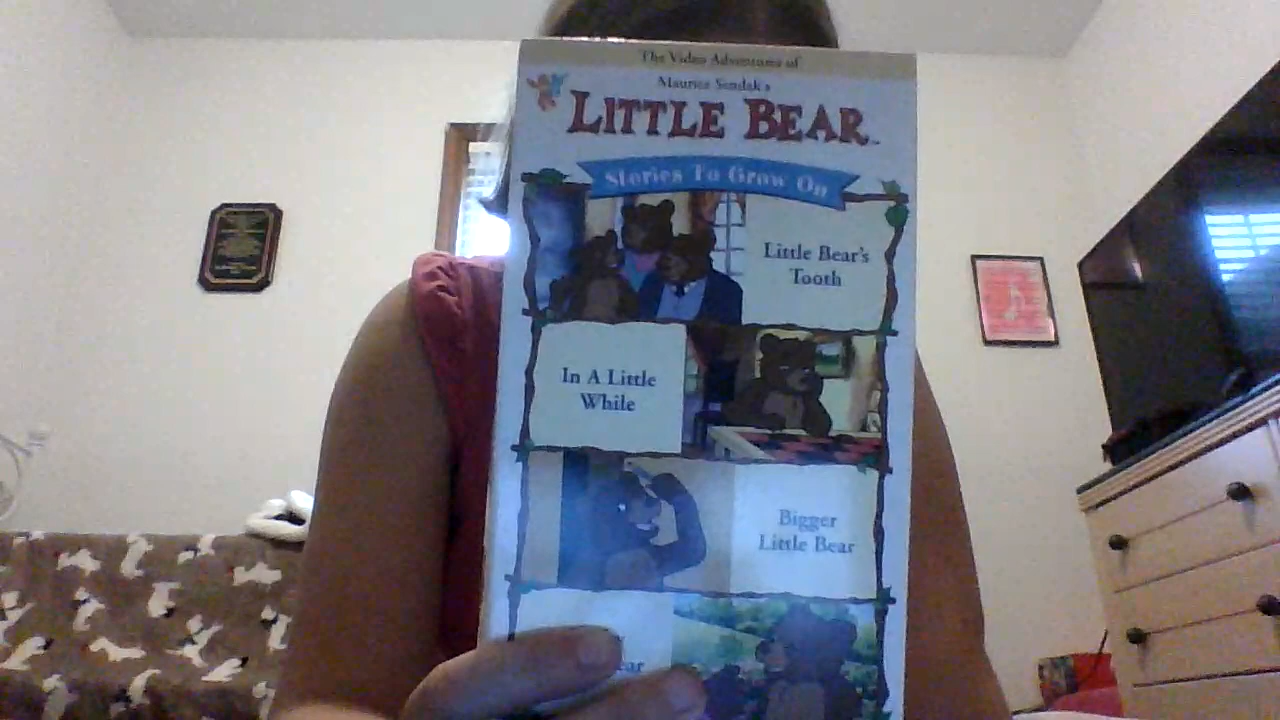 The Video Adventures of
Maurice Sendak's
LITTLE BEAR™
Stories To Grow On
Little Bear's
Tooth
In A Little
While
Bigger
Little Bear